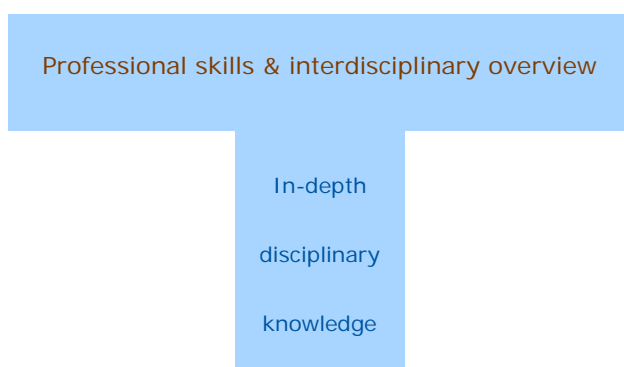 Professional skills & interdisciplinary overview
In-depth
disciplinary
knowledge